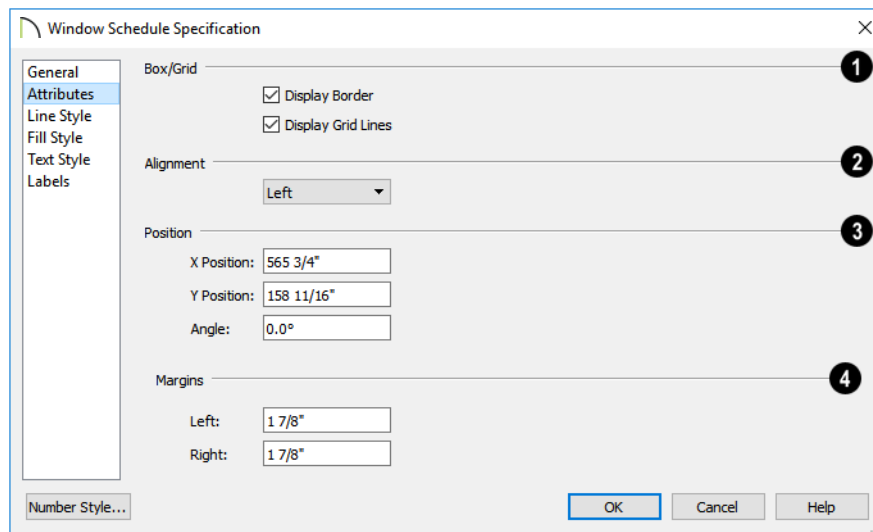 Window Schedule Specification
General
Attributes
Line Style
Fill Style
Text Style
Labels
Box/Grid
1
Display Border
Display Grid Lines
Alignment
2
Left
Position
3
X Position: 565 3/4"
Y Position: 158 11/16"
Angle: 0.0°
Margins
4
Left: 1 7/8"
Right: 1 7/8"
Number Style...
OK
Cancel
Help